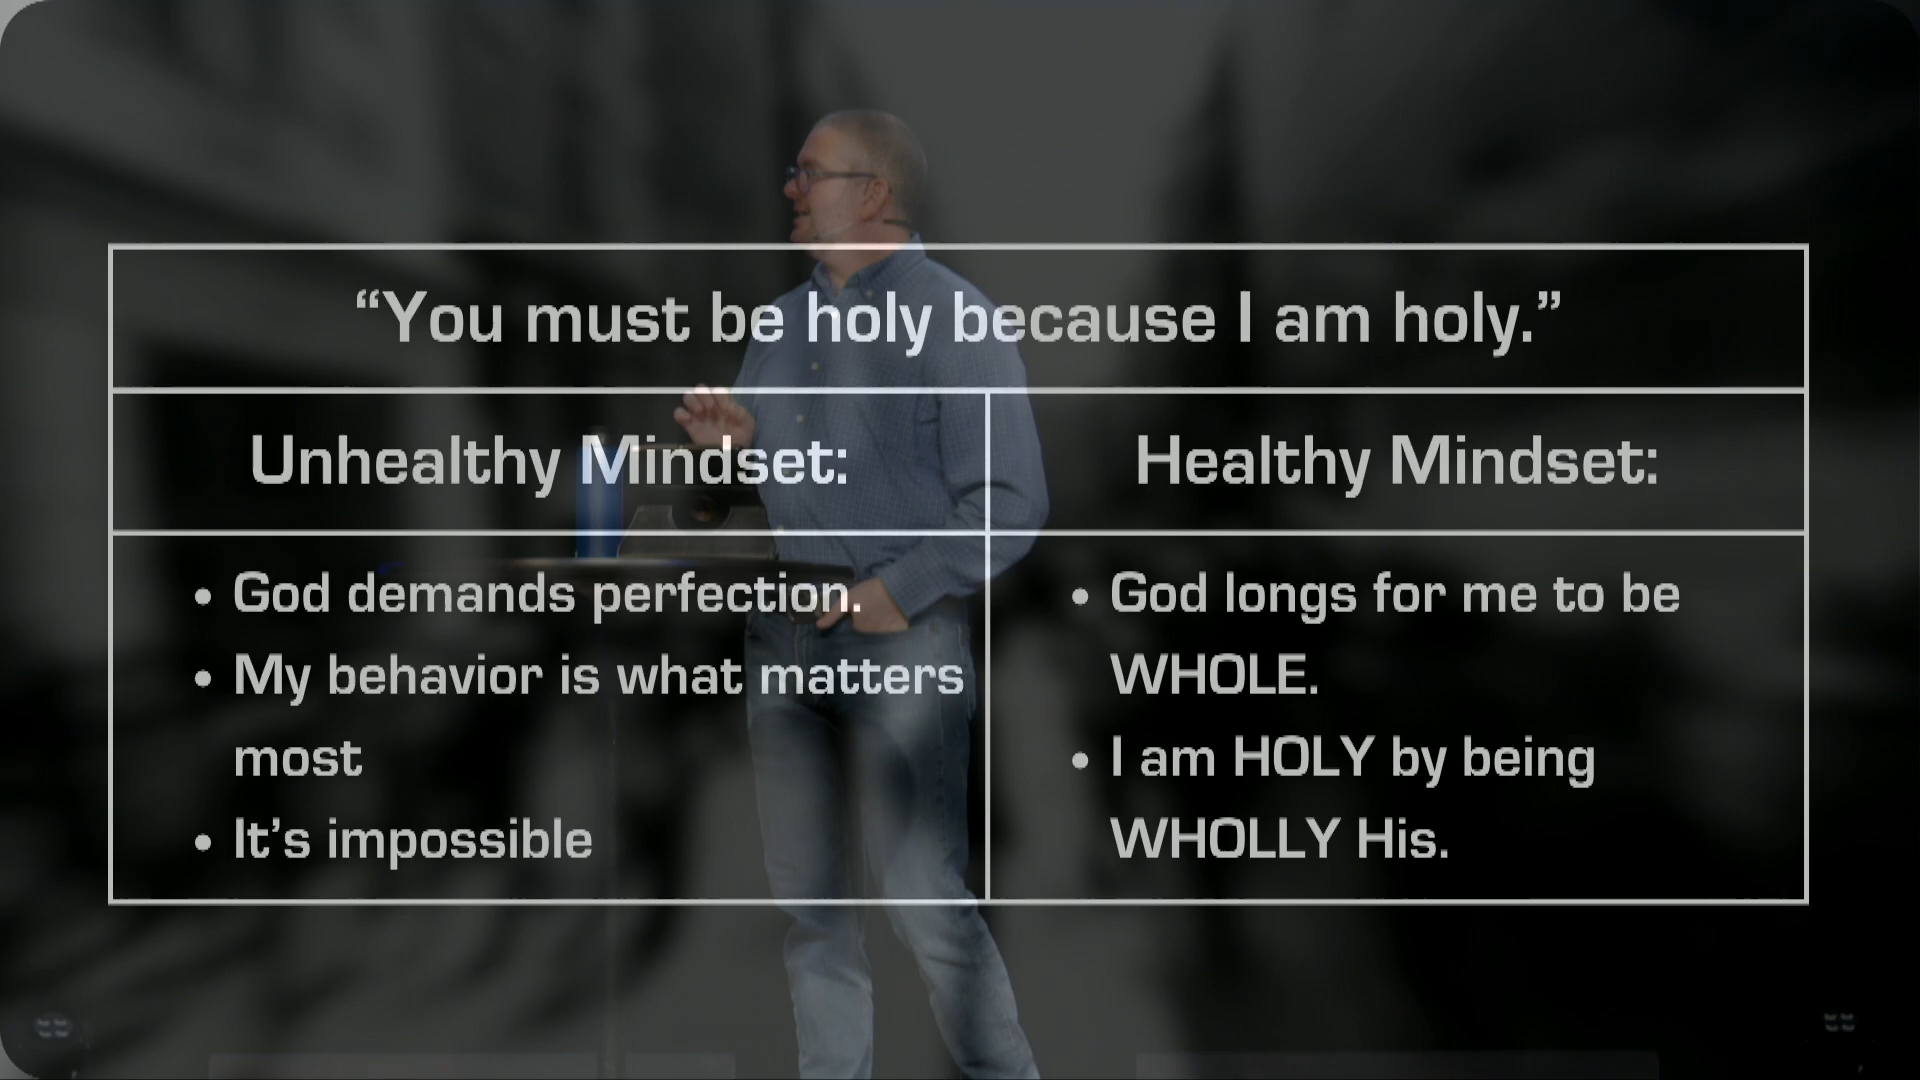 “You must be holy because I am holy.”
Unhealthy Mindset:
Healthy Mindset:
• God demands perfection.
• My behavior is what matters
most
• It’s impossible
• God longs for me to be
WHOLE.
• I am HOLY by being
WHOLLY His.